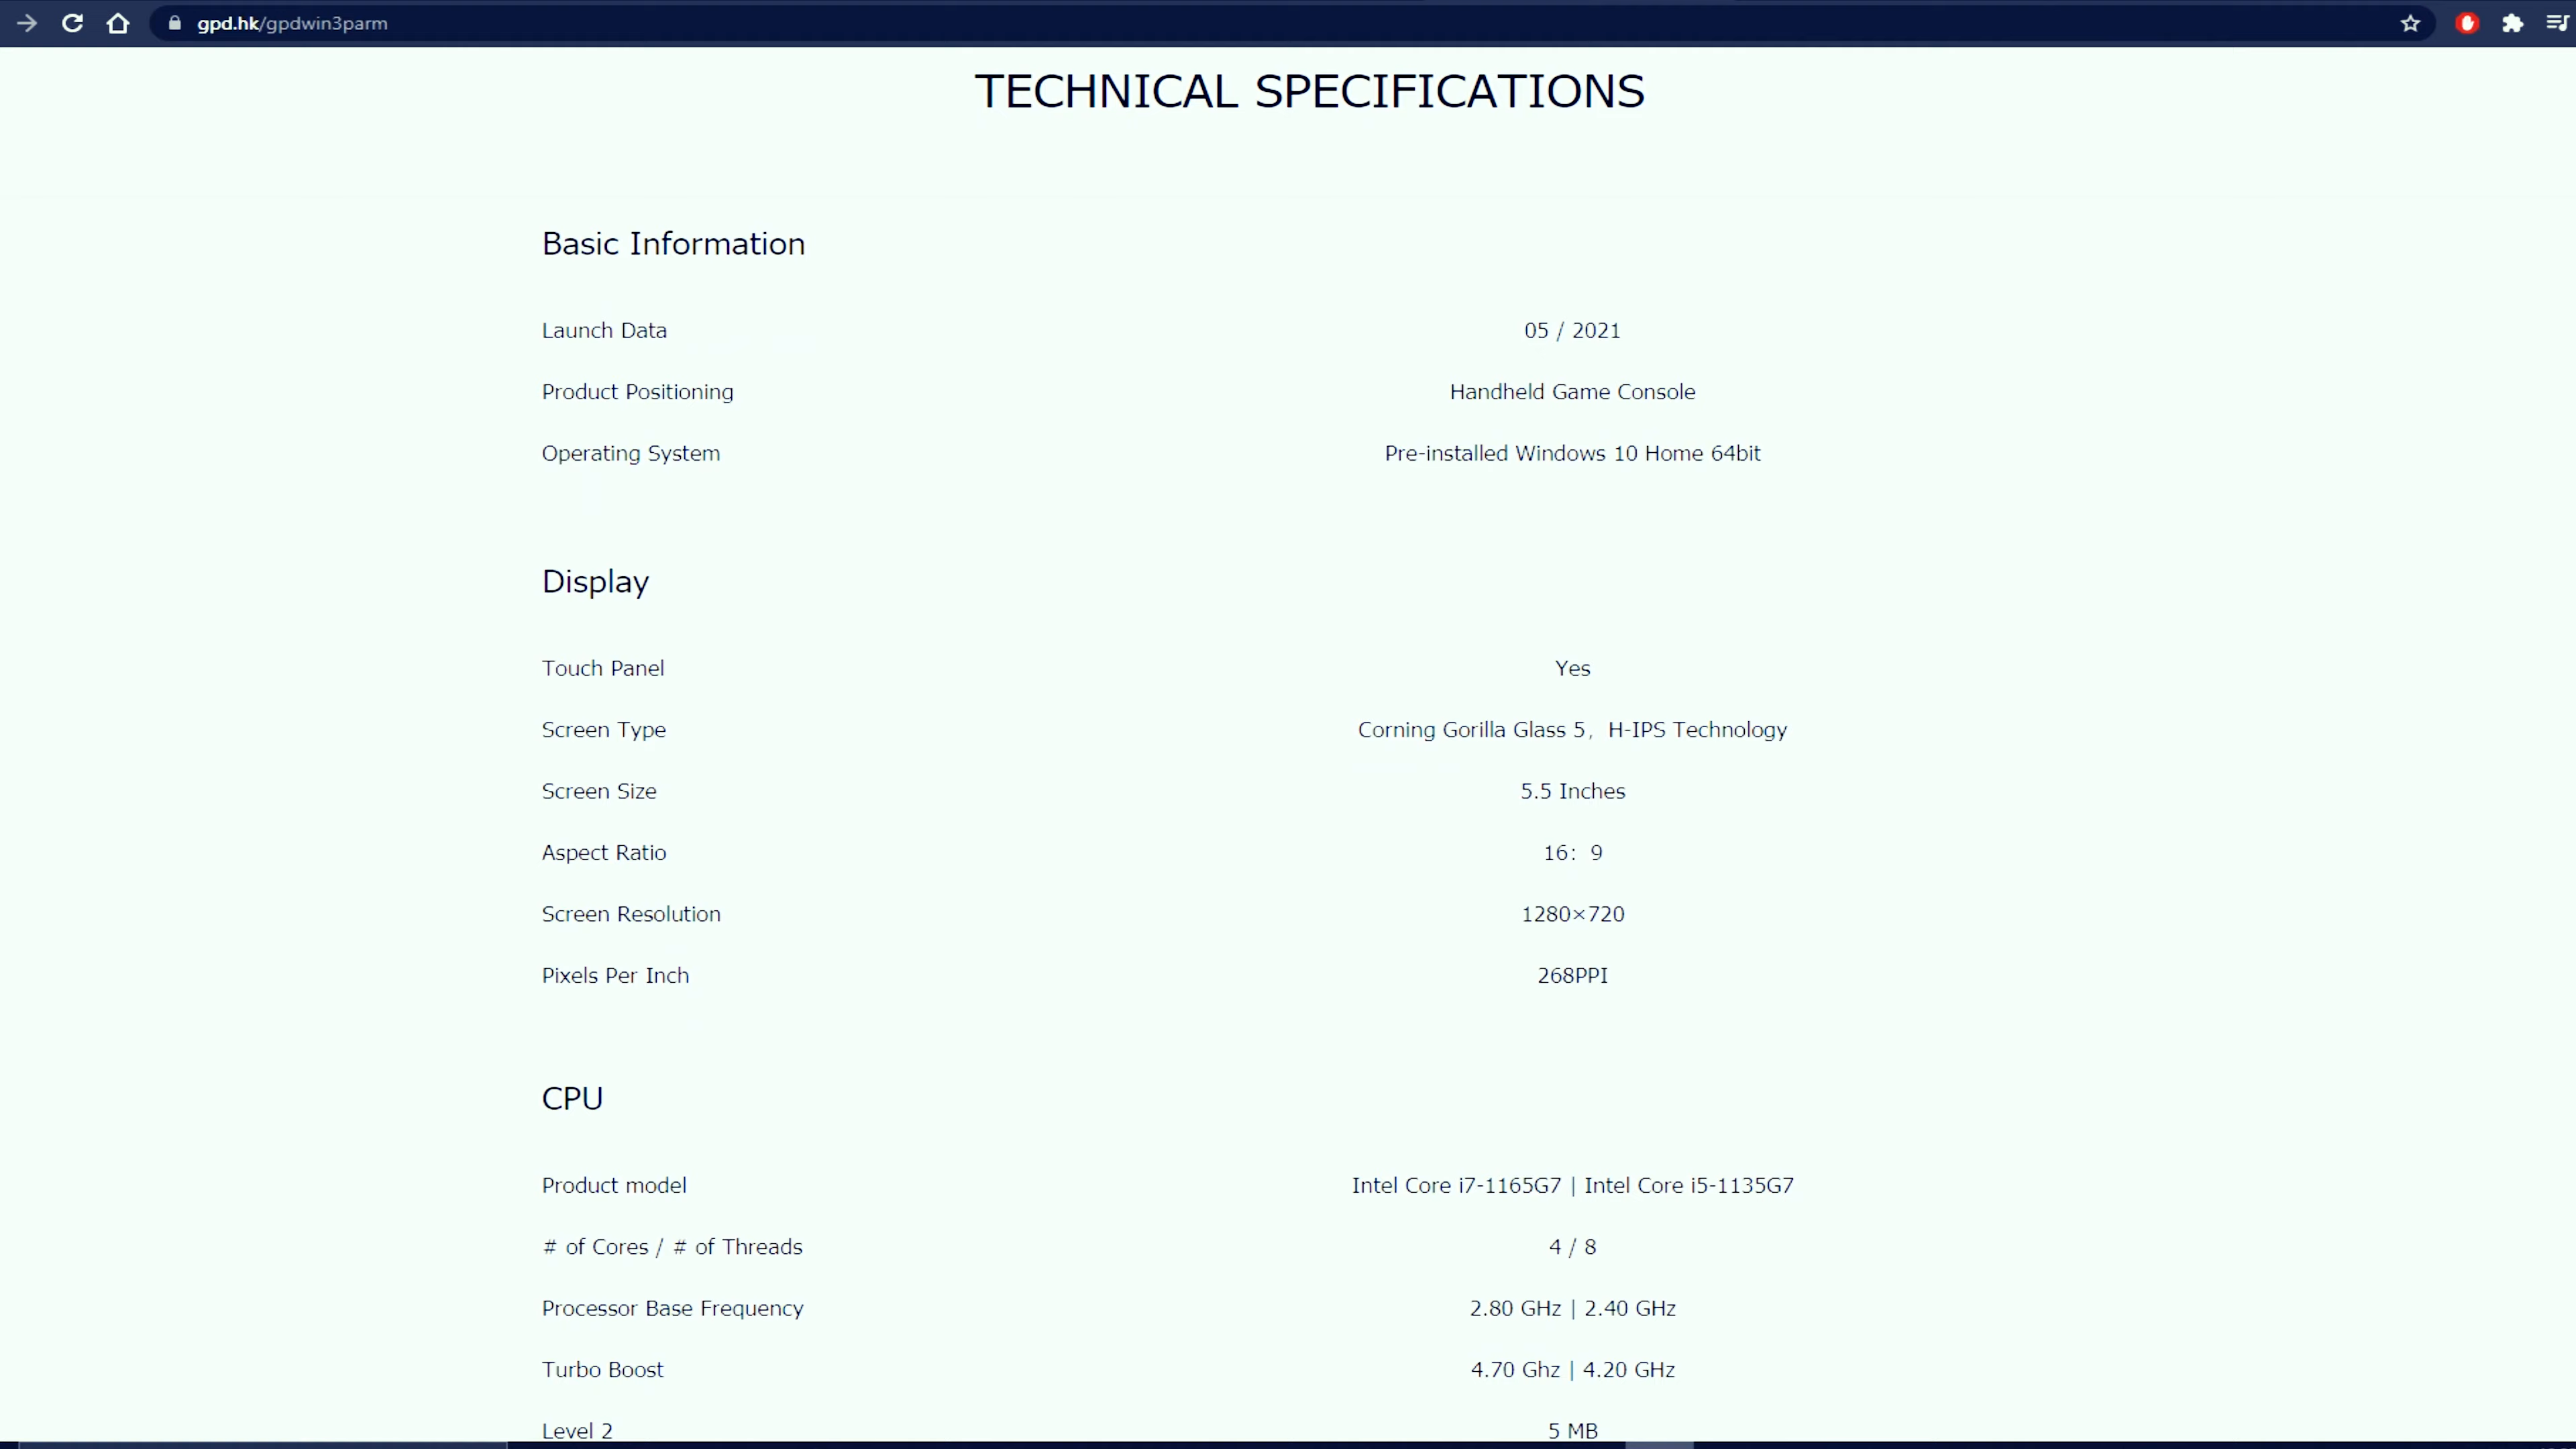 gpd.hk/gpdwin3parm
TECHNICAL SPECIFICATIONS
Basic Information
Launch Data 05 / 2021
Product Positioning Handheld Game Console
Operating System Pre-installed Windows 10 Home 64bit
Display
Touch Panel Yes
Screen Type Corning Gorilla Glass 5，H-IPS Technology
Screen Size 5.5 Inches
Aspect Ratio 16：9
Screen Resolution 1280×720
Pixels Per Inch 268PPI
CPU
Product model Intel Core i7-1165G7 | Intel Core i5-1135G7
# of Cores / # of Threads 4 / 8
Processor Base Frequency 2.80 GHz | 2.40 GHz
Turbo Boost 4.70 Ghz | 4.20 GHz
Level 2 5 MB